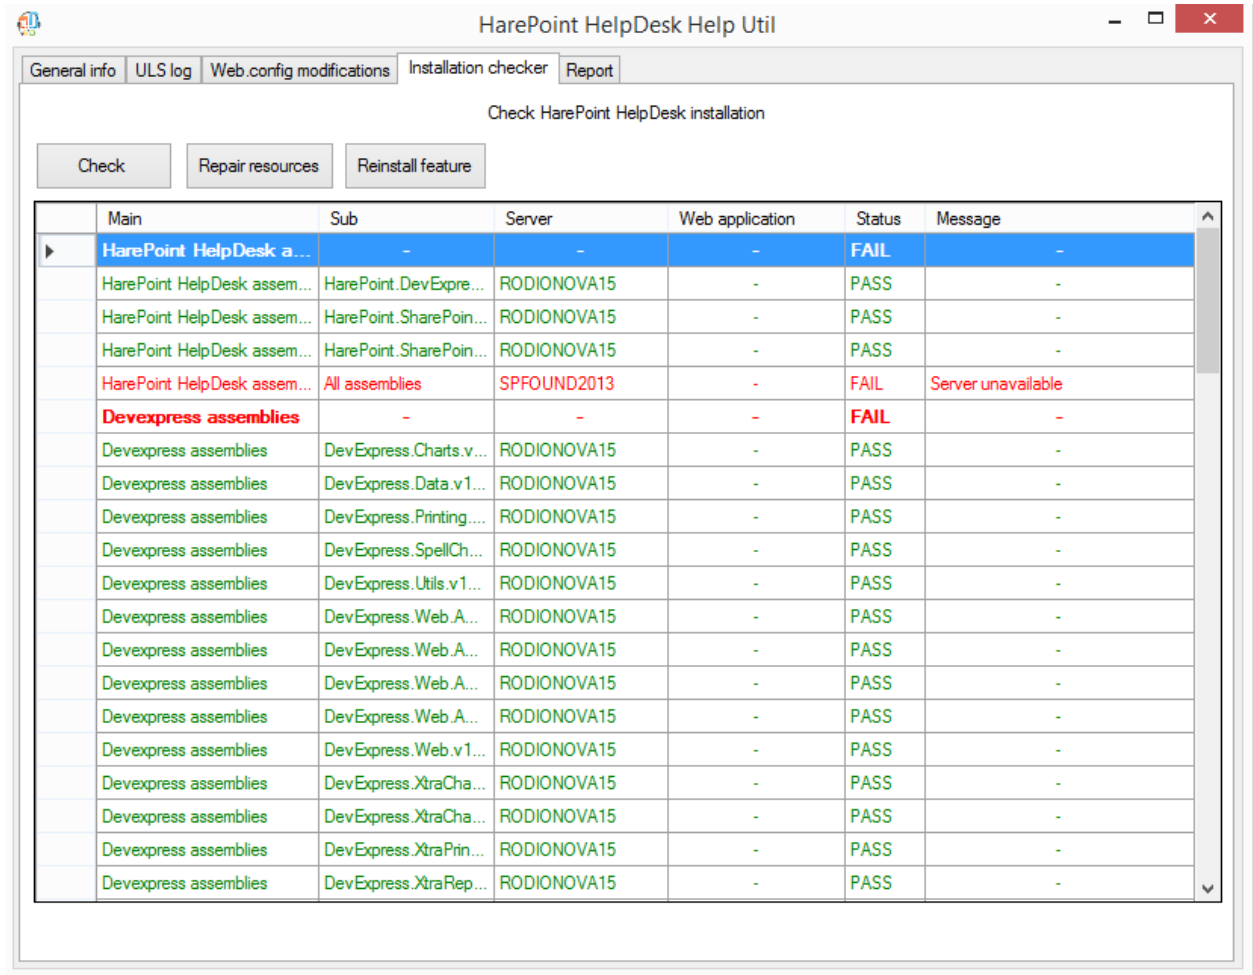 HarePoint HelpDesk Help Util
General info ULS log Web.config modifications Installation checker Report
Check HarePoint HelpDesk installation
Check Repair resources Reinstall feature
Main Sub Server Web application Status Message
HarePoint HelpDesk a... - - - FAIL -
HarePoint HelpDesk assem... HarePoint.DevExpre... RODIONOVA15 - PASS -
HarePoint HelpDesk assem... HarePoint.SharePoin... RODIONOVA15 - PASS -
HarePoint HelpDesk assem... HarePoint.SharePoin... RODIONOVA15 - PASS -
HarePoint HelpDesk assem... All assemblies SPFOUND2013 - FAIL Server unavailable
Devexpress assemblies - - - FAIL -
Devexpress assemblies DevExpress.Charts.v... RODIONOVA15 - PASS -
Devexpress assemblies DevExpress.Data.v1... RODIONOVA15 - PASS -
Devexpress assemblies DevExpress.Printing.... RODIONOVA15 - PASS -
Devexpress assemblies DevExpress.SpellCh... RODIONOVA15 - PASS -
Devexpress assemblies DevExpress.Utils.v1... RODIONOVA15 - PASS -
Devexpress assemblies DevExpress.Web.A... RODIONOVA15 - PASS -
Devexpress assemblies DevExpress.Web.A... RODIONOVA15 - PASS -
Devexpress assemblies DevExpress.Web.A... RODIONOVA15 - PASS -
Devexpress assemblies DevExpress.Web.A... RODIONOVA15 - PASS -
Devexpress assemblies DevExpress.Web.v1... RODIONOVA15 - PASS -
Devexpress assemblies DevExpress.XtraCha... RODIONOVA15 - PASS -
Devexpress assemblies DevExpress.XtraCha... RODIONOVA15 - PASS -
Devexpress assemblies DevExpress.XtraPrin... RODIONOVA15 - PASS -
Devexpress assemblies DevExpress.XtraRep... RODIONOVA15 - PASS -